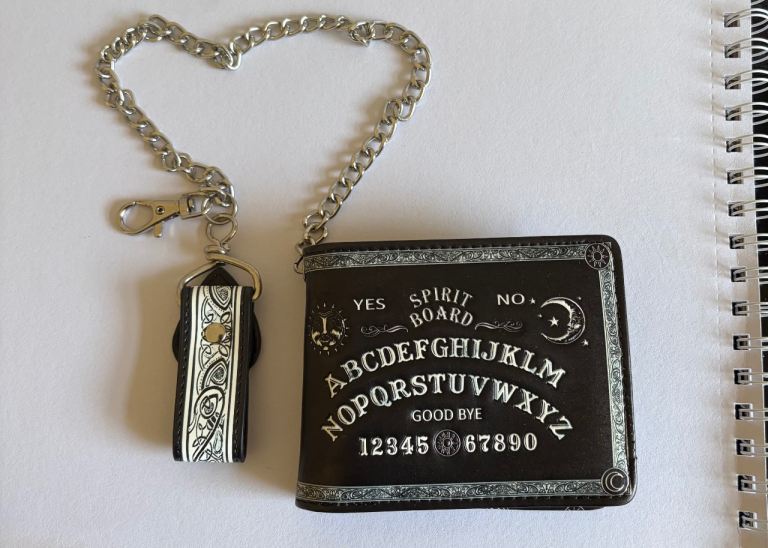 YES SPIRIT NO
BOARD
ABCDEFGHIJKLM
NOPQRSTUVWXYZ
GOOD BYE
12345 67890
©